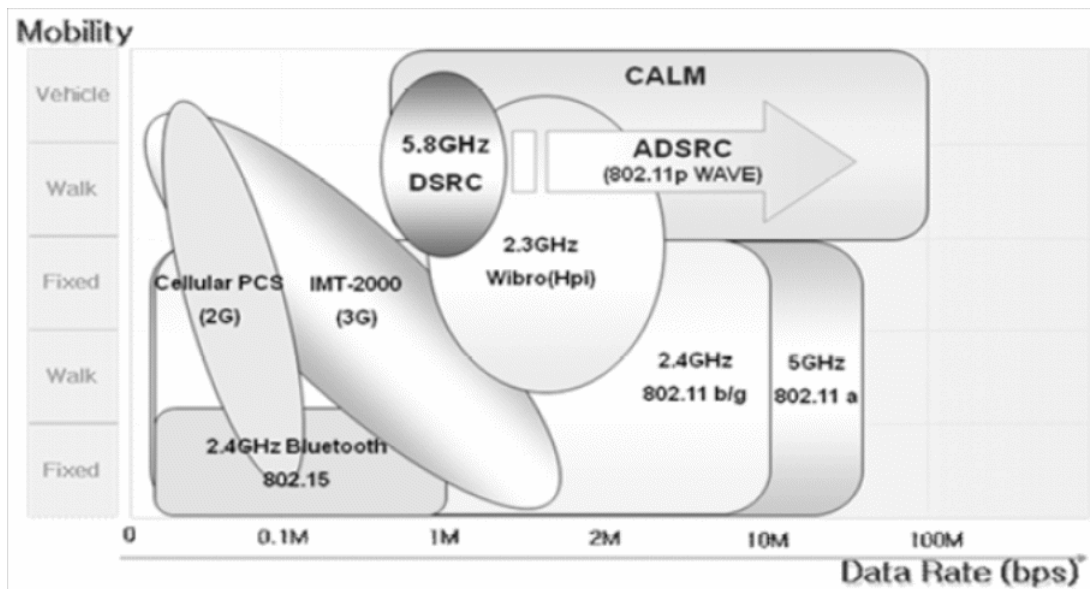 Mobility
Vehicle
Walk
Fixed
Walk
Fixed
CALM
5.8GHz
DSRC
ADSRC
(802.11p WAVE)
2.3GHz
Wibro(Hpi)
Cellular PCS
(2G)
IMT-2000
(3G)
2.4GHz
802.11 b/g
5GHz
802.11 a
2.4GHz Bluetooth
802.15
0 0.1M 1M 2M 10M 100M
Data Rate (bps)